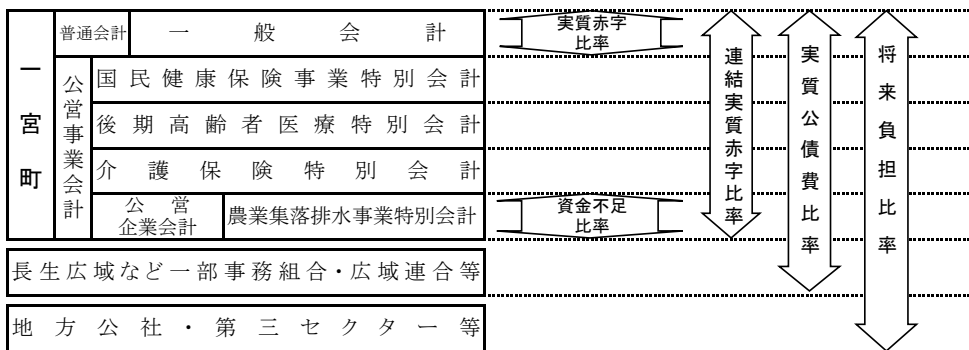 一宮町
普通会計
一般会計
公営事業会計
国民健康保険事業特別会計
後期高齢者医療特別会計
介護保険特別会計
公営
企業会計
農業集落排水事業特別会計
長生広域など一部事務組合・広域連合等
地方公社・第三セクター等
実質赤字
比率
資金不足
比率
連結実質赤字比率
実質公債費比率
将来負担比率